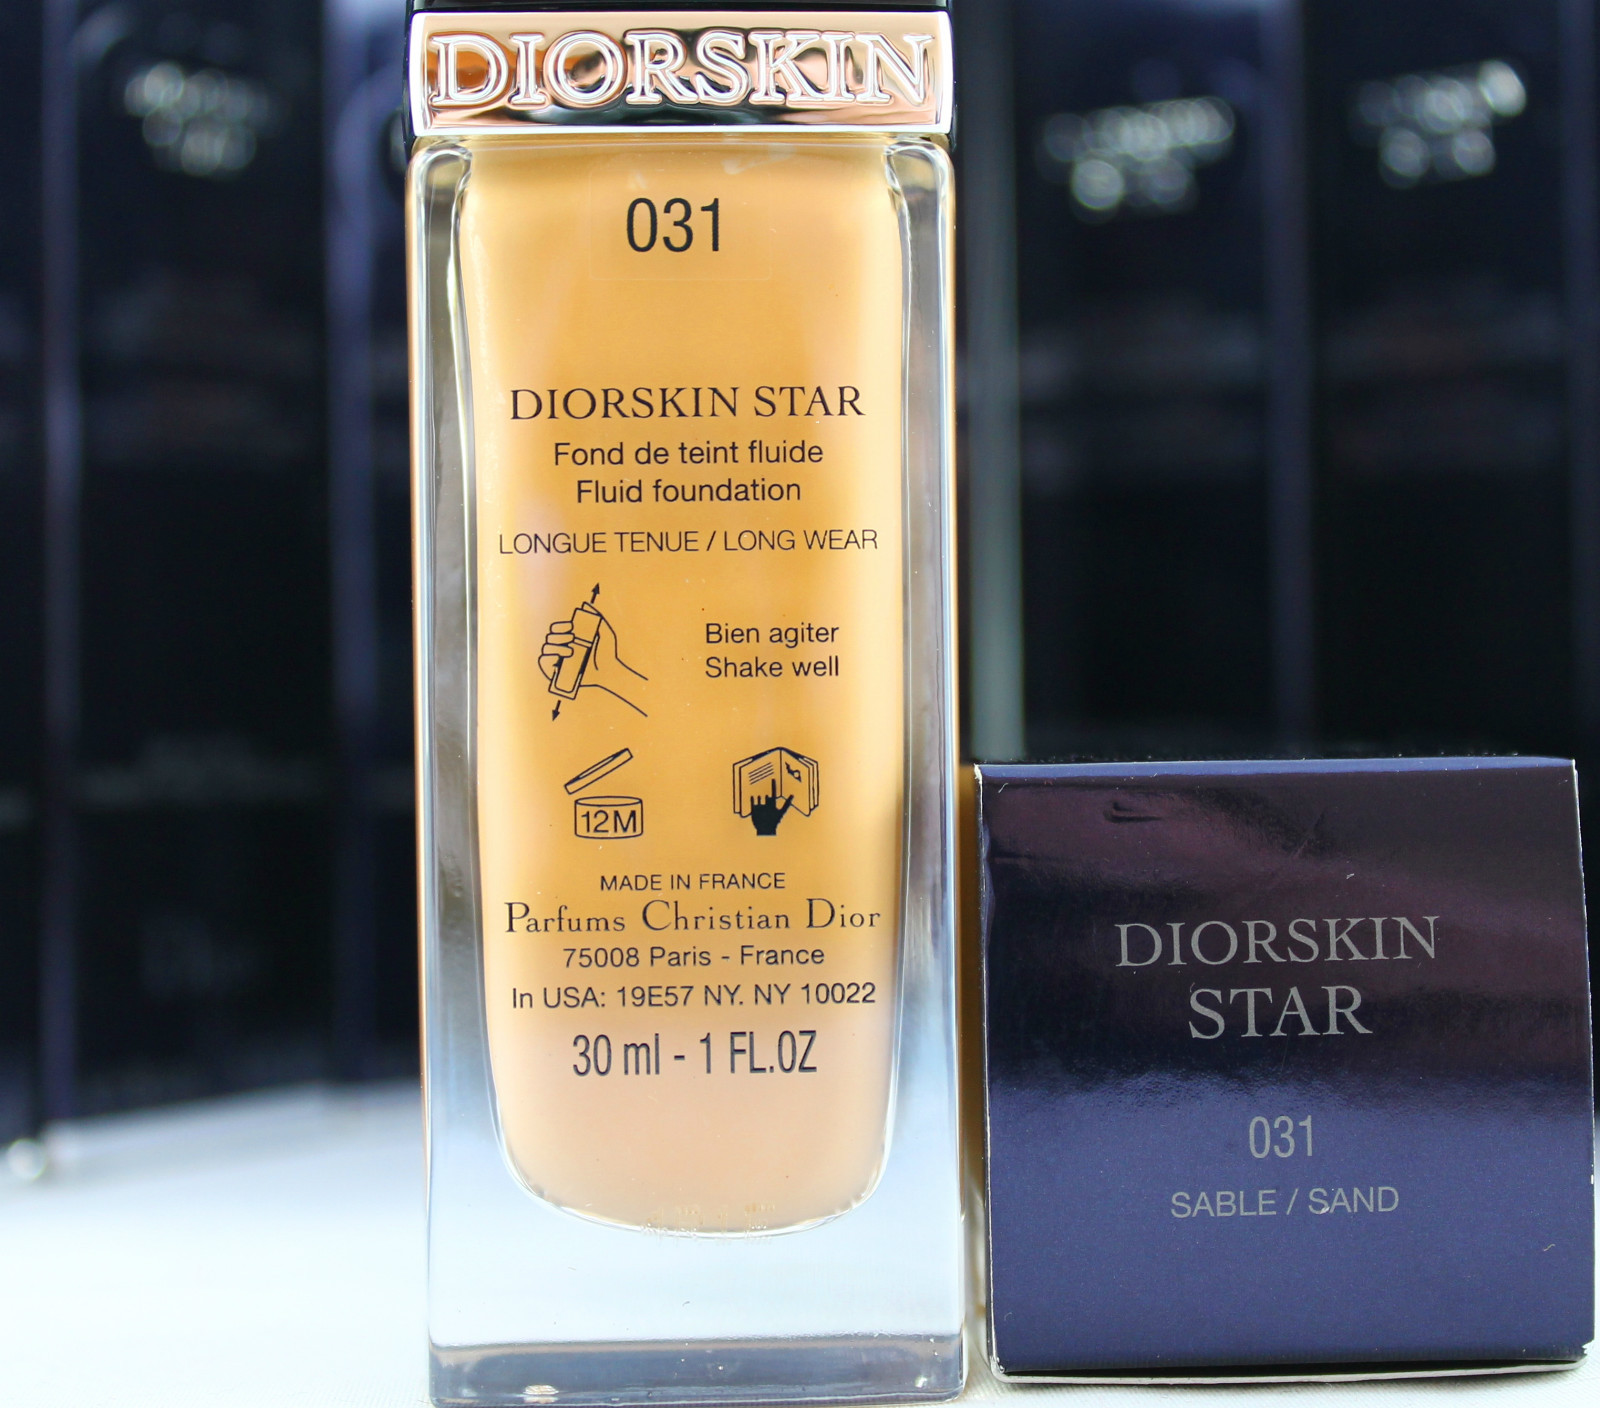 DIORSKIN
031
DIORSKIN STAR
Fond de teint fluide
Fluid foundation
LONGUE TENUE / LONG WEAR
Bien agiter
Shake well
12M
MADE IN FRANCE
Parfums Christian Dior
75008 Paris - France
In USA: 19E57 NY. NY 10022
30 ml - 1 FL.OZ
DIORSKIN
STAR
031
SABLE / SAND